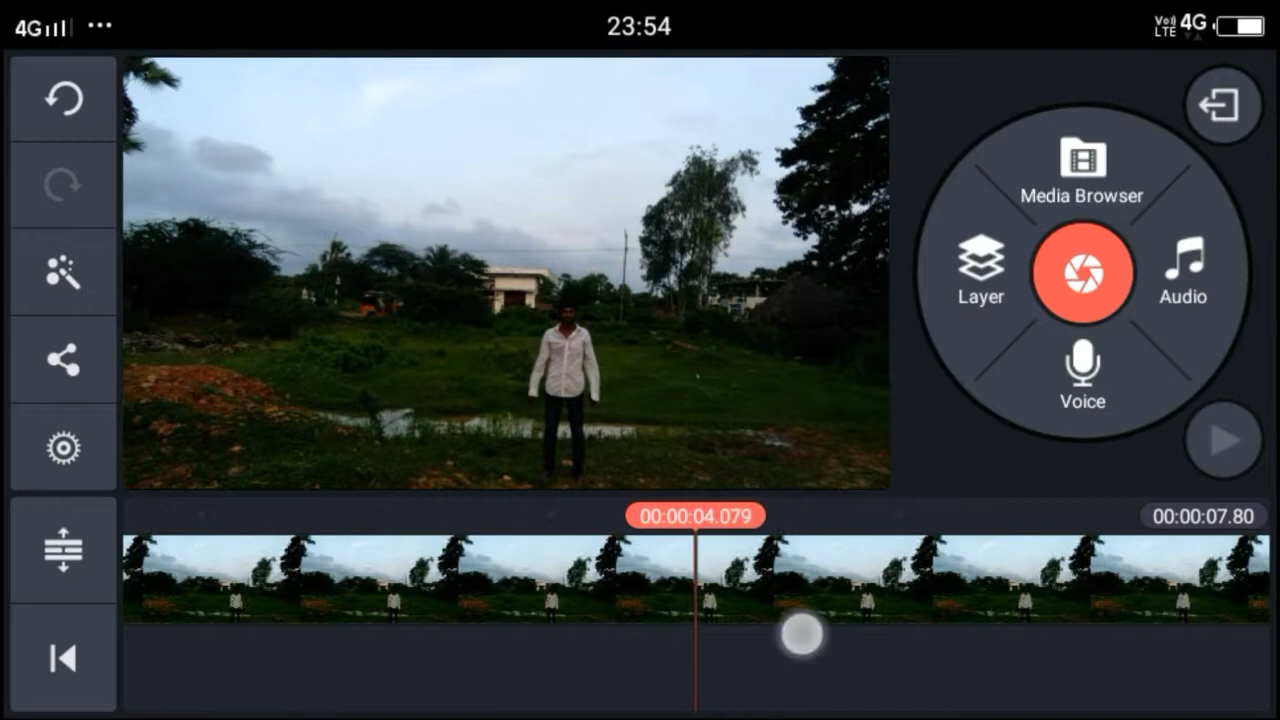 4G
23:54
Vo)) LTE 4G
Media Browser
Layer
Audio
Voice
00:00:04.079
00:00:07.80